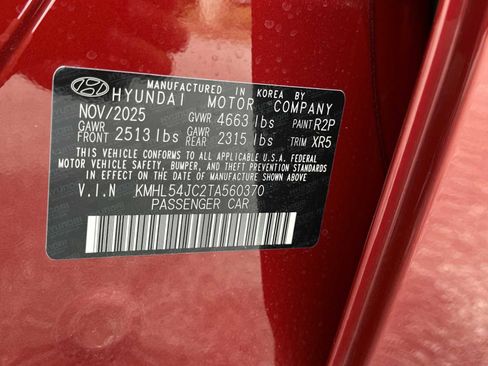 MANUFACTURED IN KOREA BY
HYUNDAI MOTOR COMPANY
NOV/2025 GVWR 4663 lbs PAINT R2P
GAWR FRONT 2513 lbs GAWR REAR 2315 lbs TRIM XR5
THIS VEHICLE CONFORMS TO ALL APPLICABLE U.S.A. FEDERAL
MOTOR VEHICLE SAFETY, BUMPER, AND THEFT PREVENTION STANDARDS
IN EFFECT ON THE DATE OF MANUFACTURE SHOWN ABOVE.
V.I.N KMHL54JC2TA560370
PASSENGER CAR